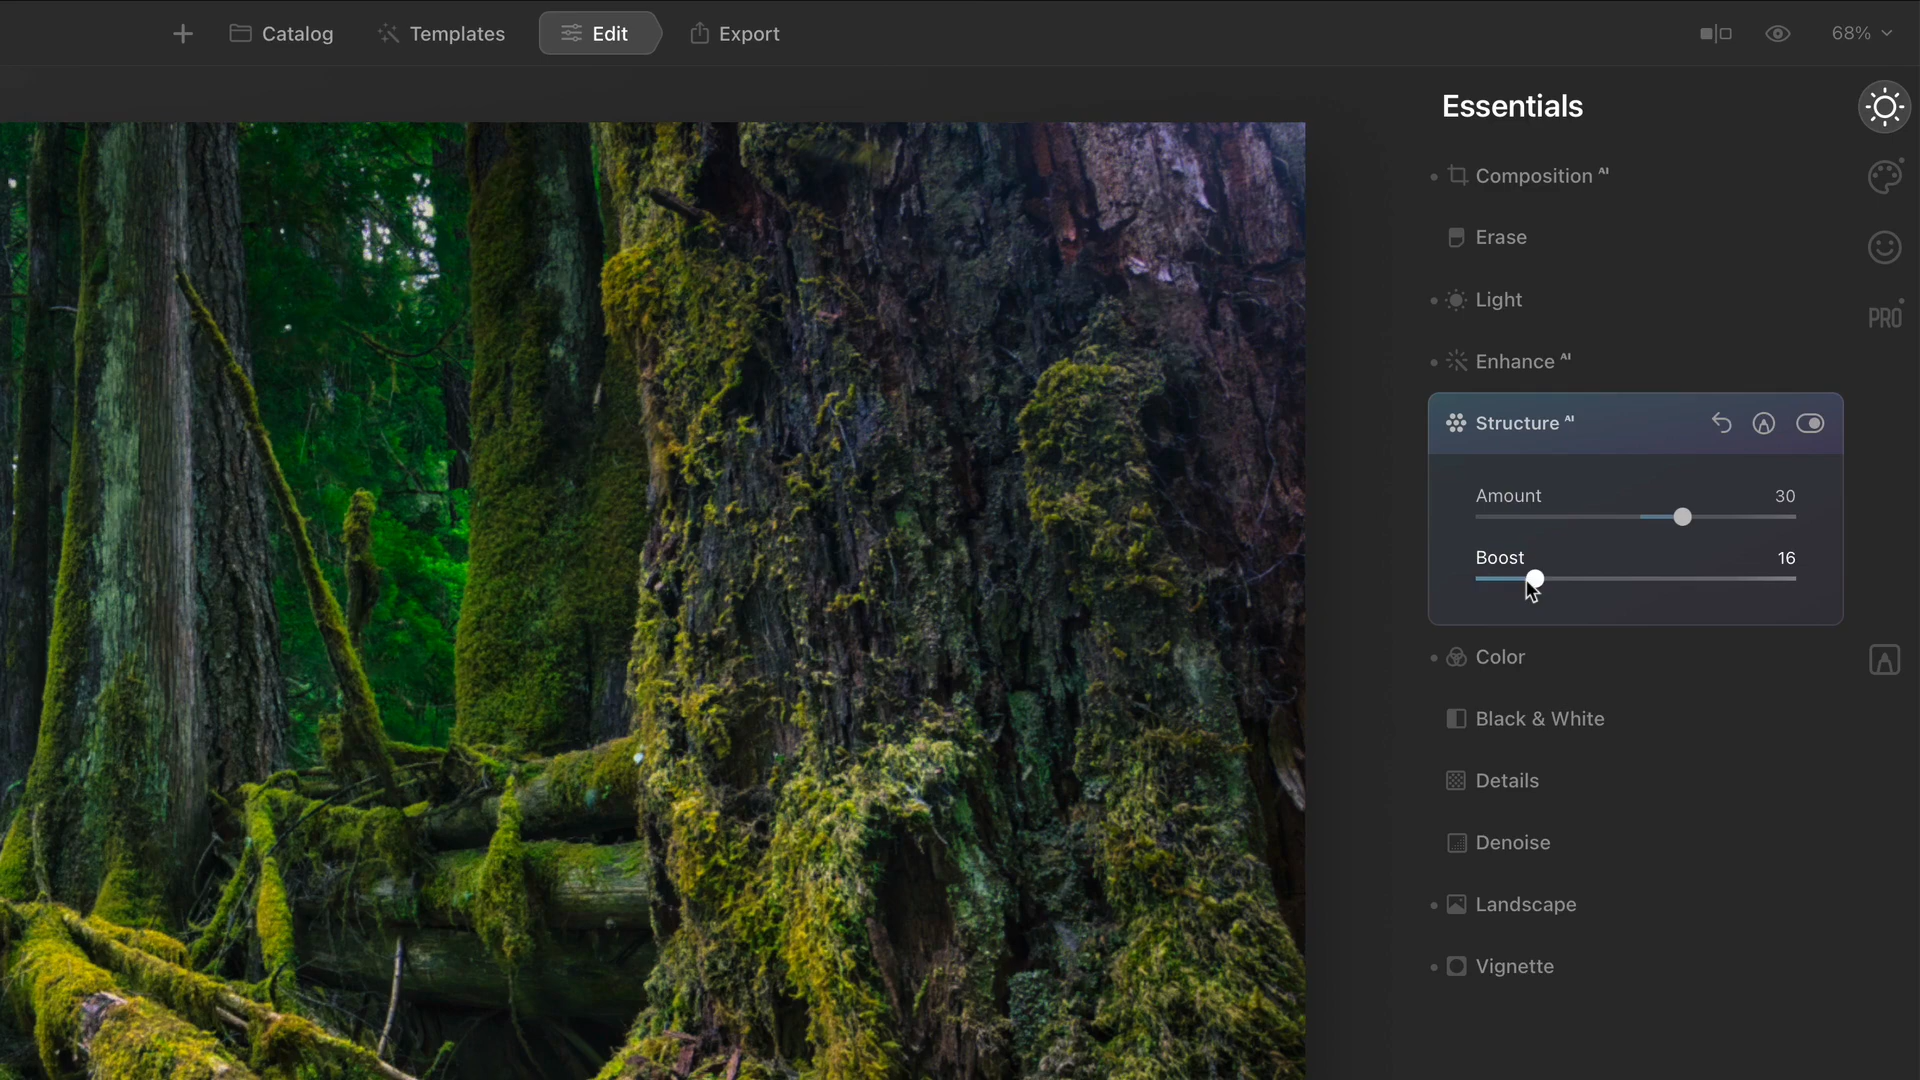 Catalog
Templates
Edit
Export
68%
Essentials
Composition AI
Erase
Light
PRO
Enhance AI
Structure AI
Amount 30
Boost 16
Color
Black & White
Details
Denoise
Landscape
Vignette